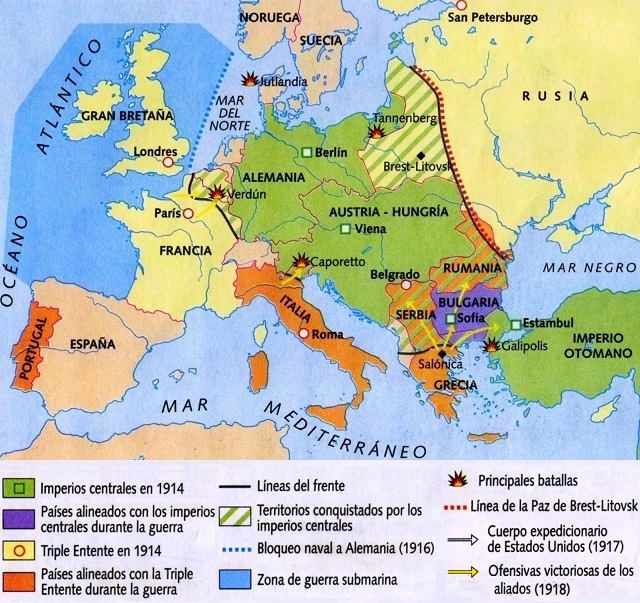 NORUEGA
SUECIA
San Petersburgo
OCÉANO
ATLÁNTICO
Jutlandia
MAR
DEL
NORTE
RUSIA
GRAN BRETAÑA
Tannenberg
Londres
Berlín
Brest-Litovsk
ALEMANIA
Verdún
París
AUSTRIA - HUNGRÍA
Viena
FRANCIA
Caporetto
RUMANIA
MAR NEGRO
Belgrado
BULGARIA
ITALIA
SERBIA
Sofía
Estambul
PORTUGAL
ESPAÑA
Roma
Galipolis
IMPERIO
OTOMANO
Salónica
GRECIA
MAR
MEDITERRÁNEO
Imperios centrales en 1914
Países alineados con los imperios
centrales durante la guerra
Triple Entente en 1914
Países alineados con la Triple
Entente durante la guerra
Líneas del frente
Territorios conquistados por los
imperios centrales
Bloqueo naval a Alemania (1916)
Zona de guerra submarina
Principales batallas
Línea de la Paz de Brest-Litovsk
Cuerpo expedicionario
de Estados Unidos (1917)
Ofensivas victoriosas de los
aliados (1918)